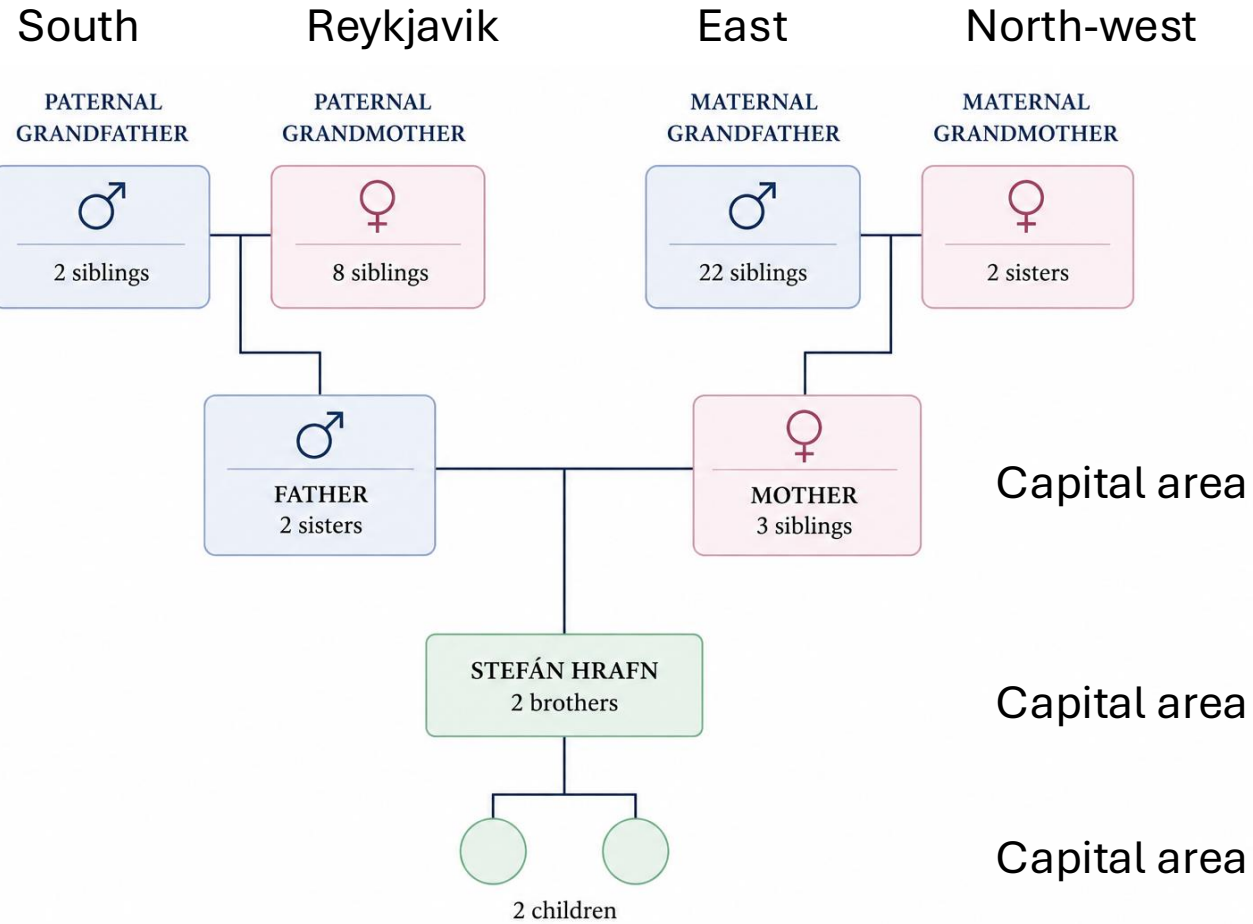 South
Reykjavik
East
North-west
PATERNAL
GRANDFATHER
PATERNAL
GRANDMOTHER
MATERNAL
GRANDFATHER
MATERNAL
GRANDMOTHER
2 siblings
8 siblings
22 siblings
2 sisters
FATHER
2 sisters
MOTHER
3 siblings
Capital area
STEFÁN HRAFN
2 brothers
Capital area
Capital area
2 children